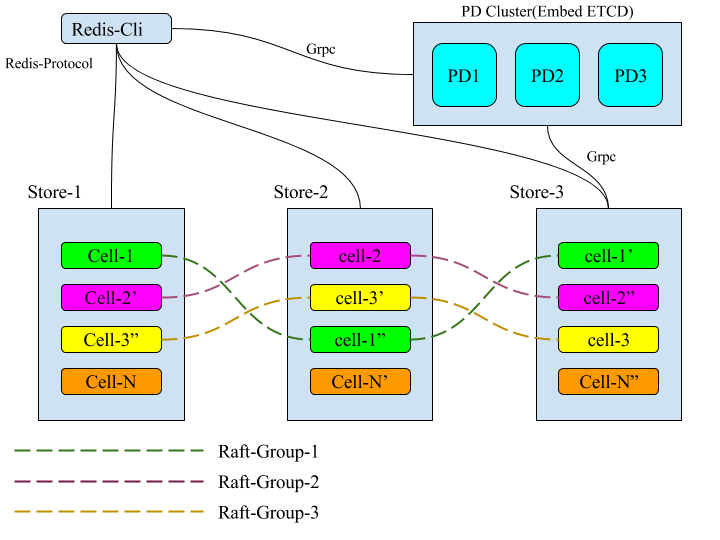 PD Cluster(Embed ETCD)
Redis-Cli
Grpc
Redis-Protocol
PD1
PD2
PD3
Grpc
Store-1
Store-2
Store-3
Cell-1
cell-2
cell-1’
Cell-2’
cell-3’
cell-2”
Cell-3”
cell-1”
cell-3
Cell-N
Cell-N’
Cell-N”
Raft-Group-1
Raft-Group-2
Raft-Group-3